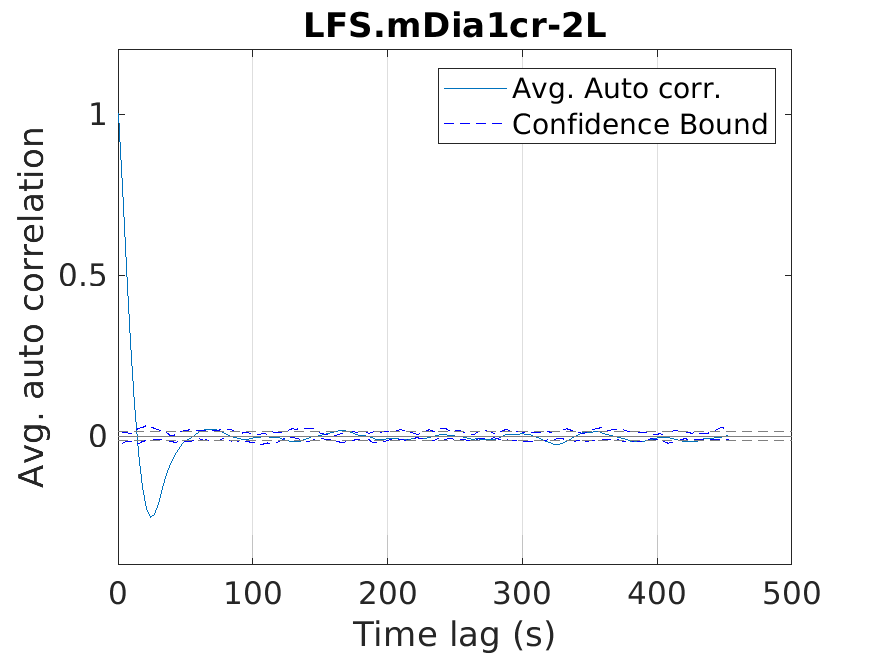 LFS.mDia1cr-2L
Avg. Auto corr.
Confidence Bound
Avg. auto correlation
1
0.5
0
0 100 200 300 400 500
Time lag (s)